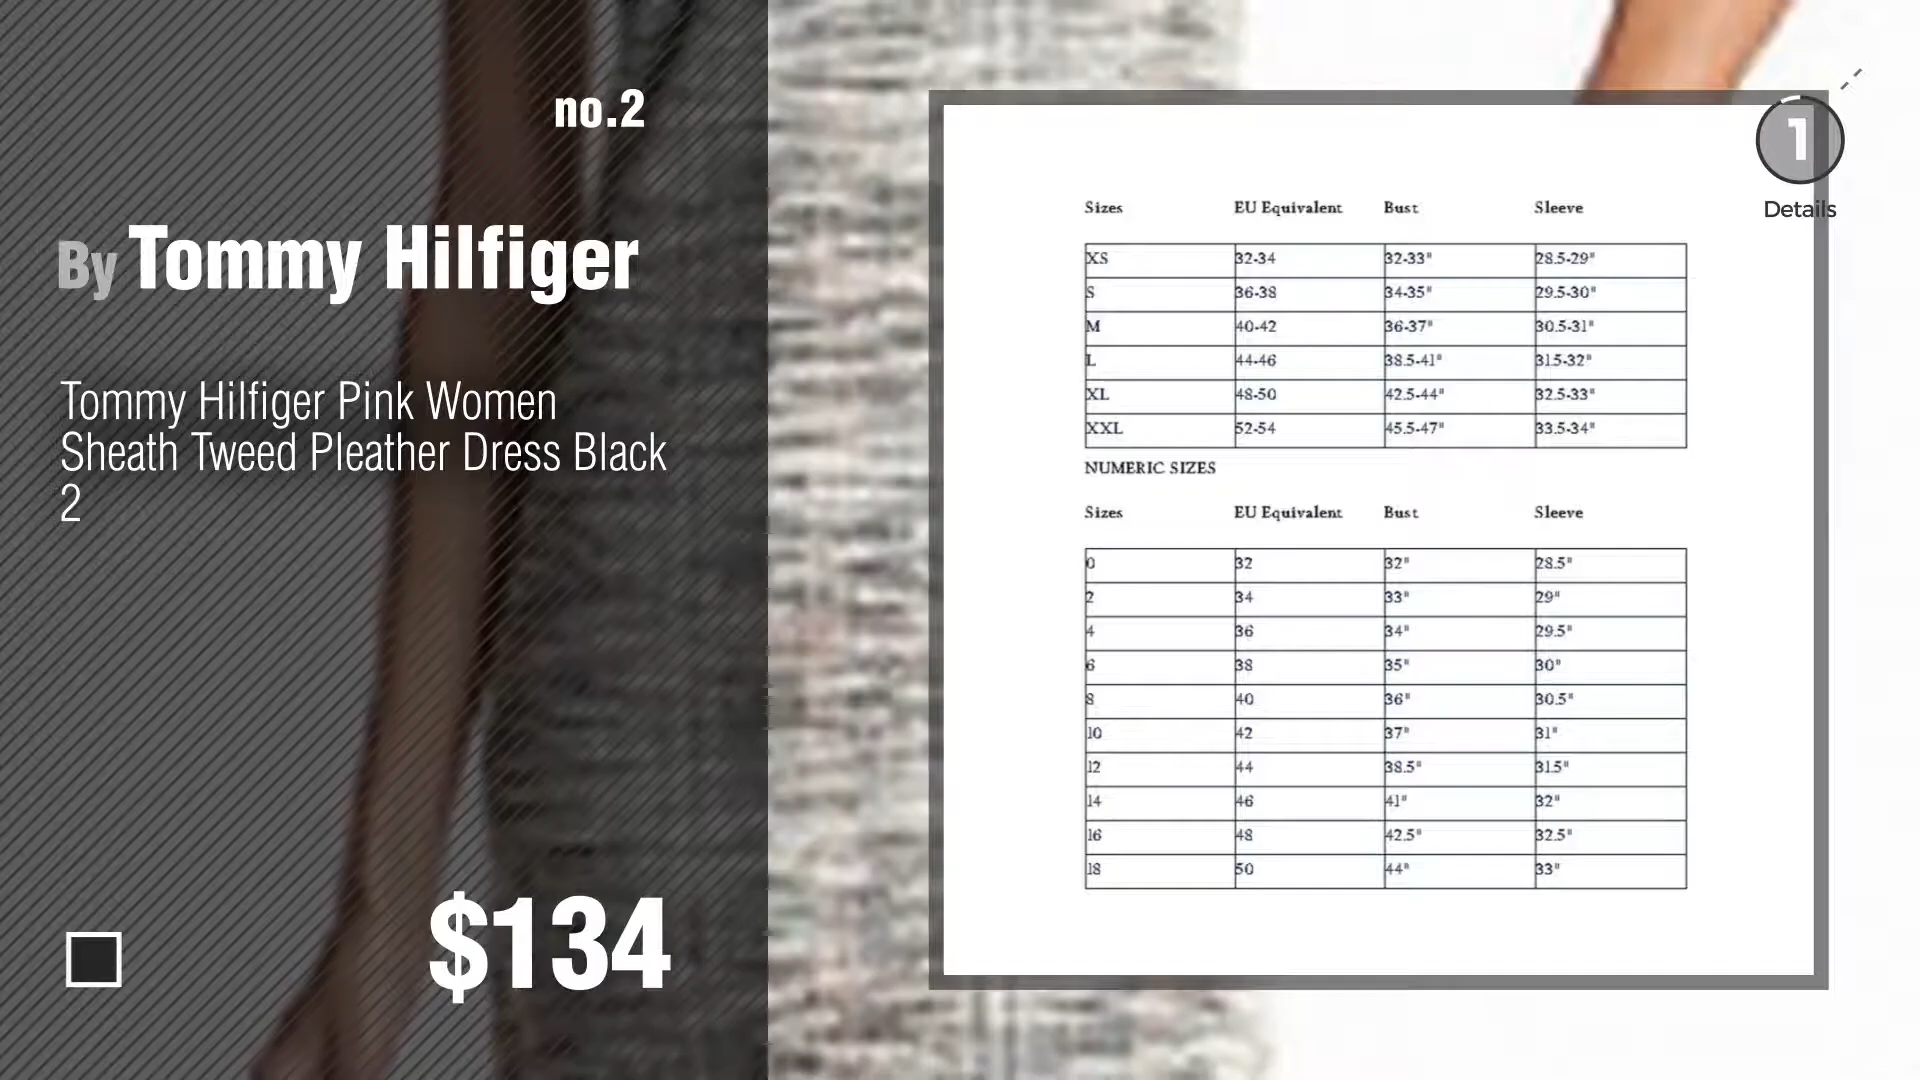 no.2
By Tommy Hilfiger
Tommy Hilfiger Pink Women
Sheath Tweed Pleather Dress Black
2
$134
1
Details
Sizes EU Equivalent Bust Sleeve
XS 32-34 32-33" 28.5-29"
S 36-38 34-35" 29.5-30"
M 40-42 36-37" 30.5-31"
L 44-46 38.5-41" 315-32"
XL 48-50 42.5-44" 32.5-33"
XXL 52-54 45.5-47" 33.5-34"
NUMERIC SIZES
Sizes EU Equivalent Bust Sleeve
0 32 32" 28.5"
2 34 33" 29"
4 36 34" 29.5"
6 38 35" 30"
8 40 36" 30.5"
10 42 37" 31"
12 44 38.5" 31.5"
14 46 41" 32"
16 48 42.5" 32.5"
18 50 44" 33"